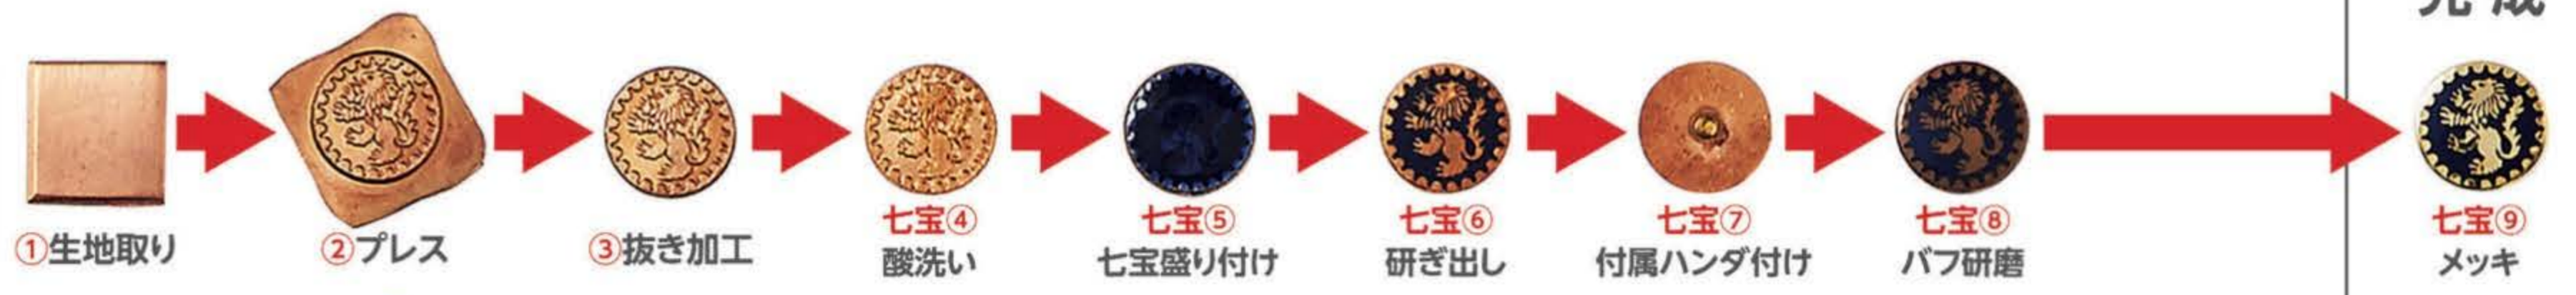 完成
①生地取り
②プレス
③抜き加工
七宝④
酸洗い
七宝⑤
七宝盛り付け
七宝⑥
研ぎ出し
七宝⑦
付属ハンダ付け
七宝⑧
バフ研磨
七宝⑨
メッキ